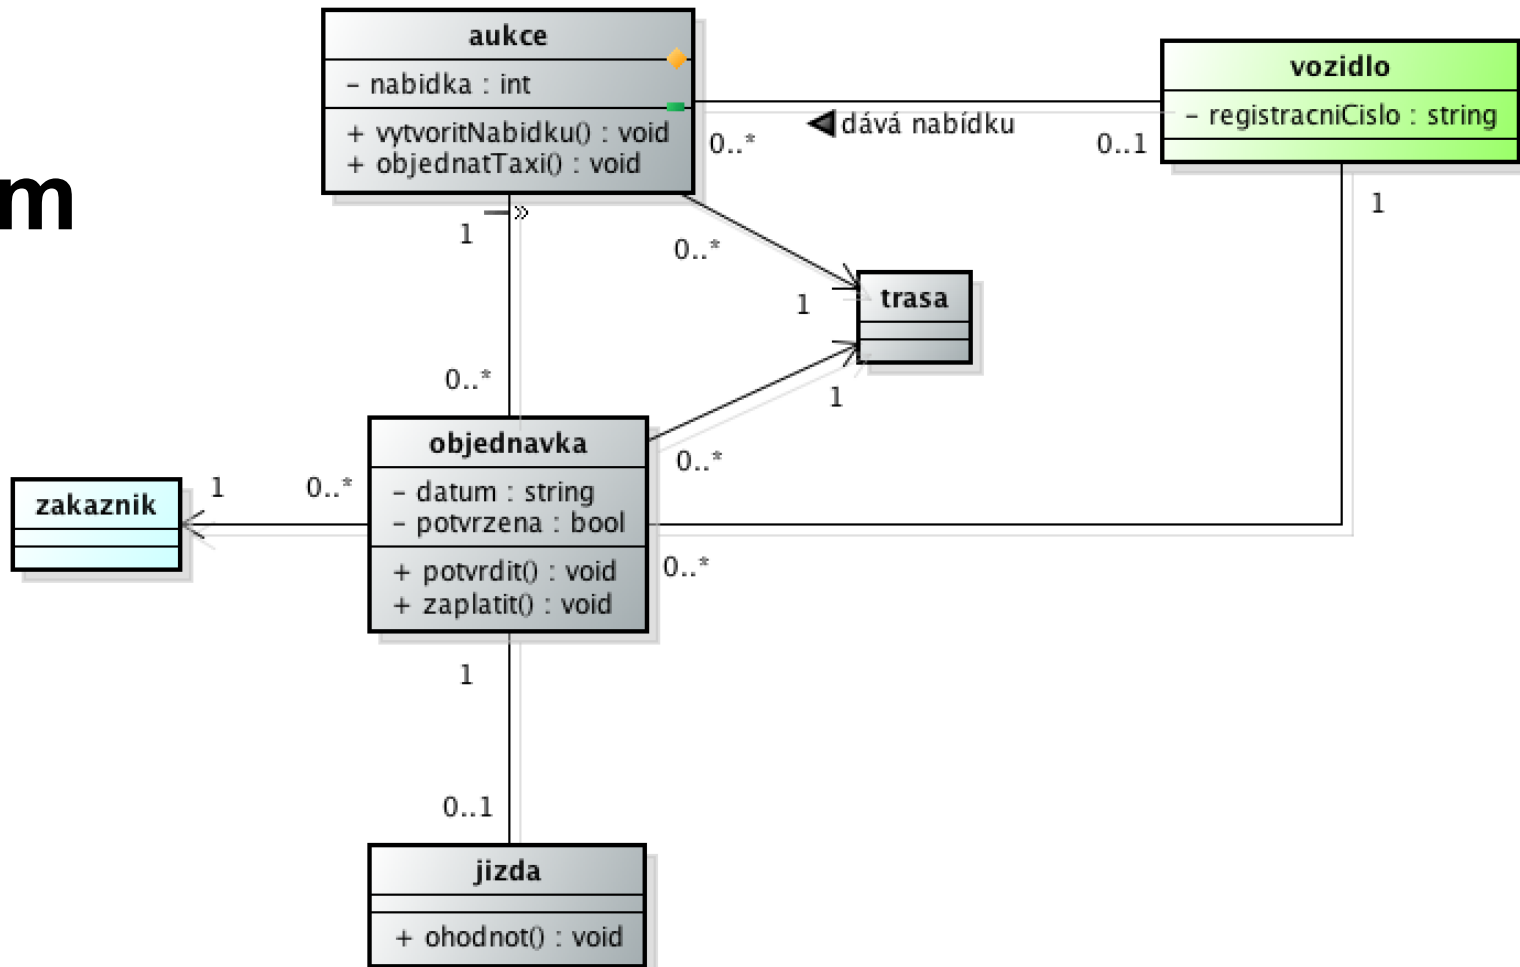 m
aukce
- nabidka : int
+ vytvoritNabidku() : void
+ objednatTaxi() : void
0..*
dává nabídku
0..1
vozidlo
- registracniCislo : string
1
1
0..*
1
trasa
0..*
1
0..*
objednavka
- datum : string
- potvrzena : bool
+ potvrdit() : void
+ zaplatit() : void
zakaznik
1
0..*
0..*
1
0..1
jizda
+ ohodnot() : void